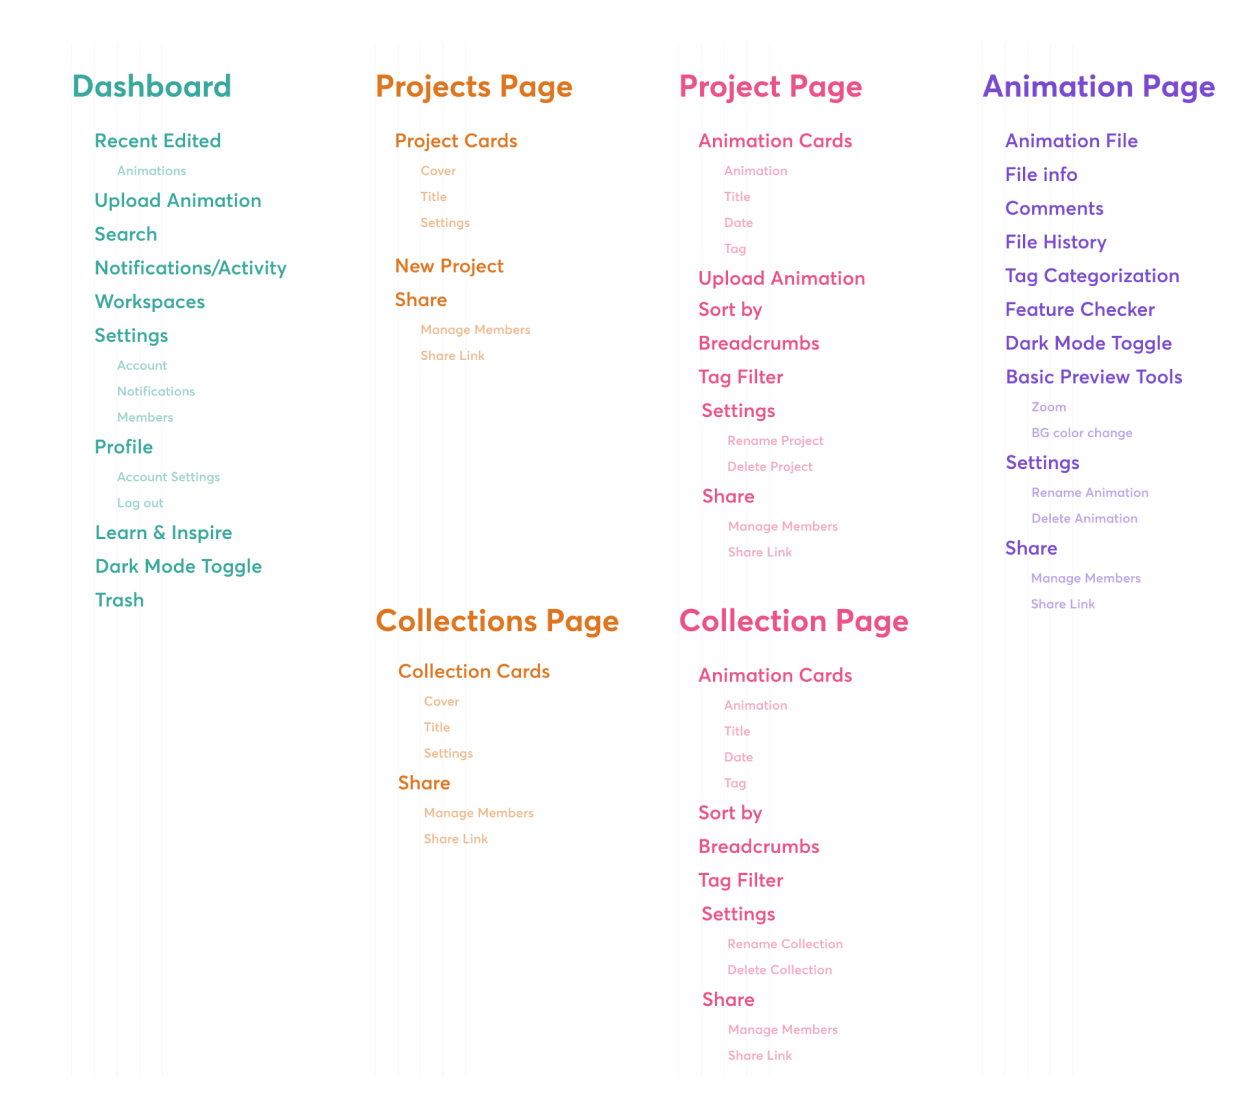 Dashboard
Recent Edited
Animations
Upload Animation
Search
Notifications/Activity
Workspaces
Settings
Account
Notifications
Members
Profile
Account Settings
Log out
Learn & Inspire
Dark Mode Toggle
Trash
Projects Page
Project Cards
Cover
Title
Settings
New Project
Share
Manage Members
Share Link
Collections Page
Collection Cards
Cover
Title
Settings
Share
Manage Members
Share Link
Project Page
Animation Cards
Animation
Title
Date
Tag
Upload Animation
Sort by
Breadcrumbs
Tag Filter
Settings
Rename Project
Delete Project
Share
Manage Members
Share Link
Collection Page
Animation Cards
Animation
Title
Date
Tag
Sort by
Breadcrumbs
Tag Filter
Settings
Rename Collection
Delete Collection
Share
Manage Members
Share Link
Animation Page
Animation File
File info
Comments
File History
Tag Categorization
Feature Checker
Dark Mode Toggle
Basic Preview Tools
Zoom
BG color change
Settings
Rename Animation
Delete Animation
Share
Manage Members
Share Link